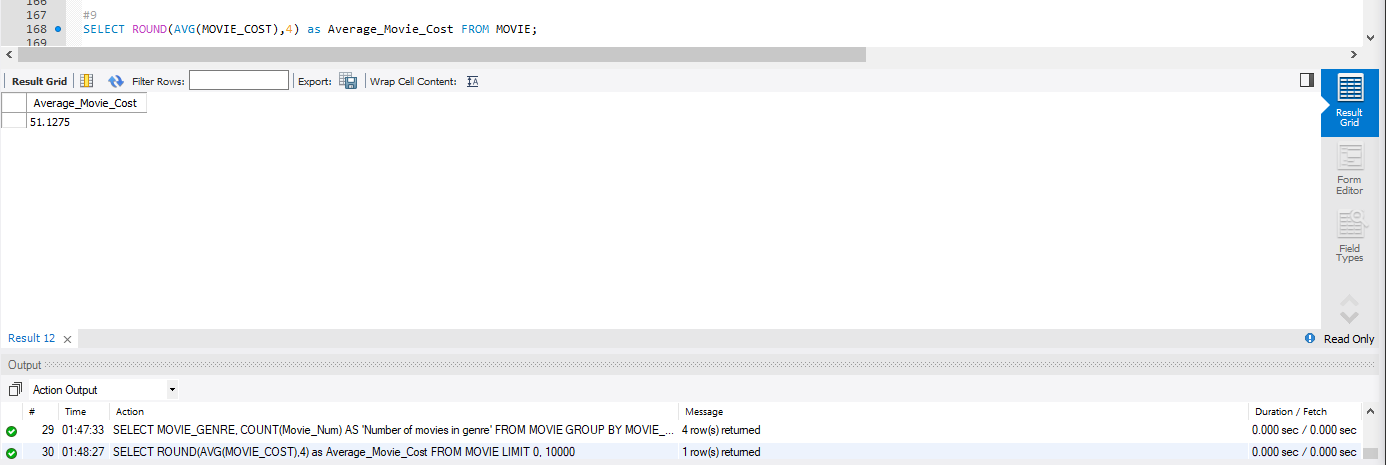 166
167 #9
168 SELECT ROUND(AVG(MOVIE_COST),4) as Average_Movie_Cost FROM MOVIE;
169
Result Grid Filter Rows: Export: Wrap Cell Content:
Average_Movie_Cost
51.1275
Result Grid
Form Editor
Field Types
Result 12 Read Only
Output
Action Output
# Time Action Message Duration / Fetch
29 01:47:33 SELECT MOVIE_GENRE, COUNT(Movie_Num) AS 'Number of movies in genre' FROM MOVIE GROUP BY MOVIE_... 4 row(s) returned 0.000 sec / 0.000 sec
30 01:48:27 SELECT ROUND(AVG(MOVIE_COST),4) as Average_Movie_Cost FROM MOVIE LIMIT 0, 10000 1 row(s) returned 0.000 sec / 0.000 sec